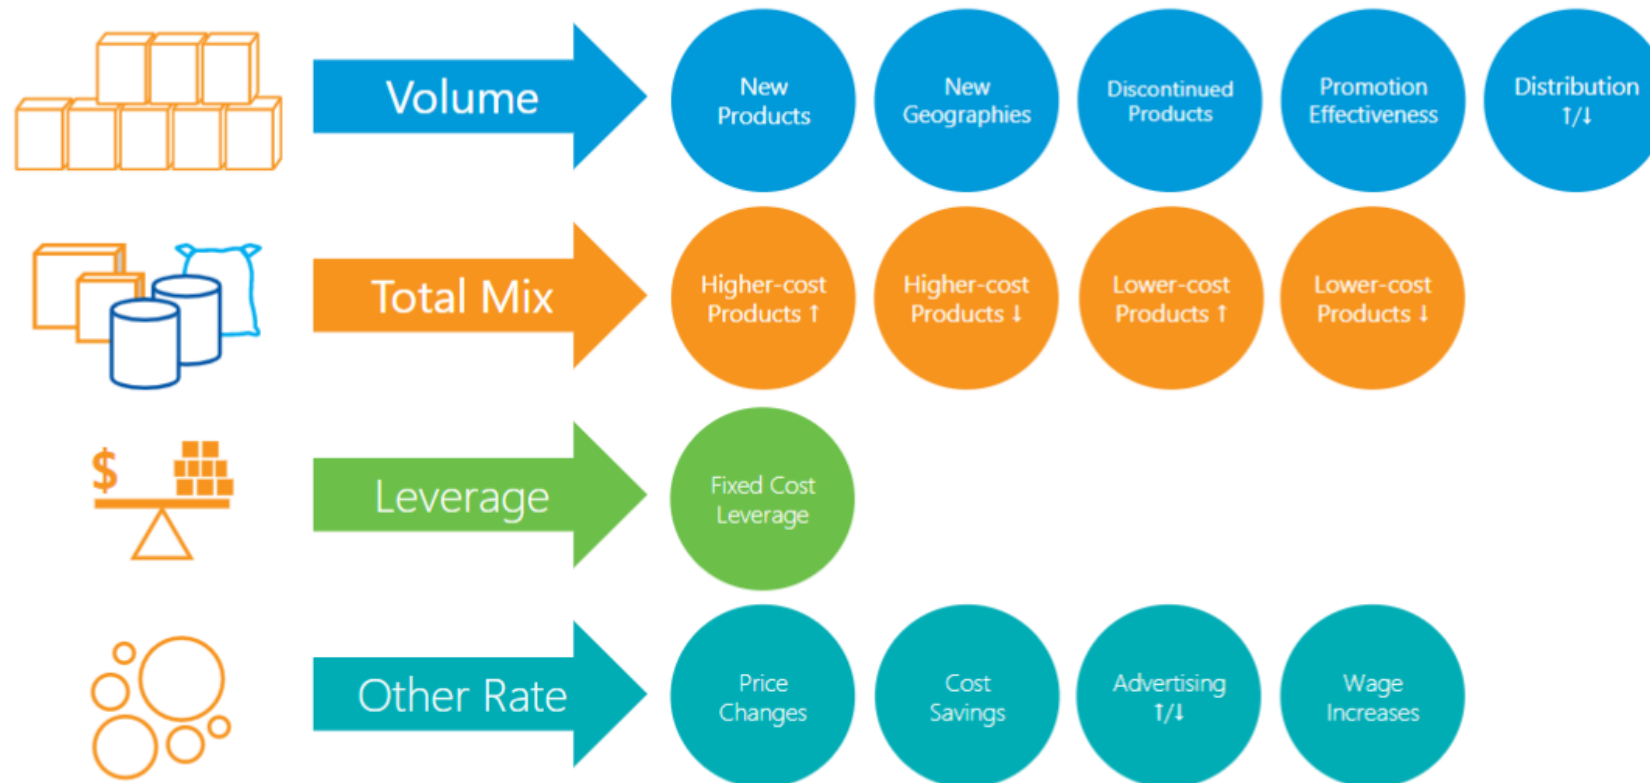 Volume
New
Products
New
Geographies
Discontinued
Products
Promotion
Effectiveness
Distribution
↑/↓
Total Mix
Higher-cost
Products ↑
Higher-cost
Products ↓
Lower-cost
Products ↑
Lower-cost
Products ↓
$
Leverage
Fixed Cost
Leverage
Other Rate
Price
Changes
Cost
Savings
Advertising
↑/↓
Wage
Increases